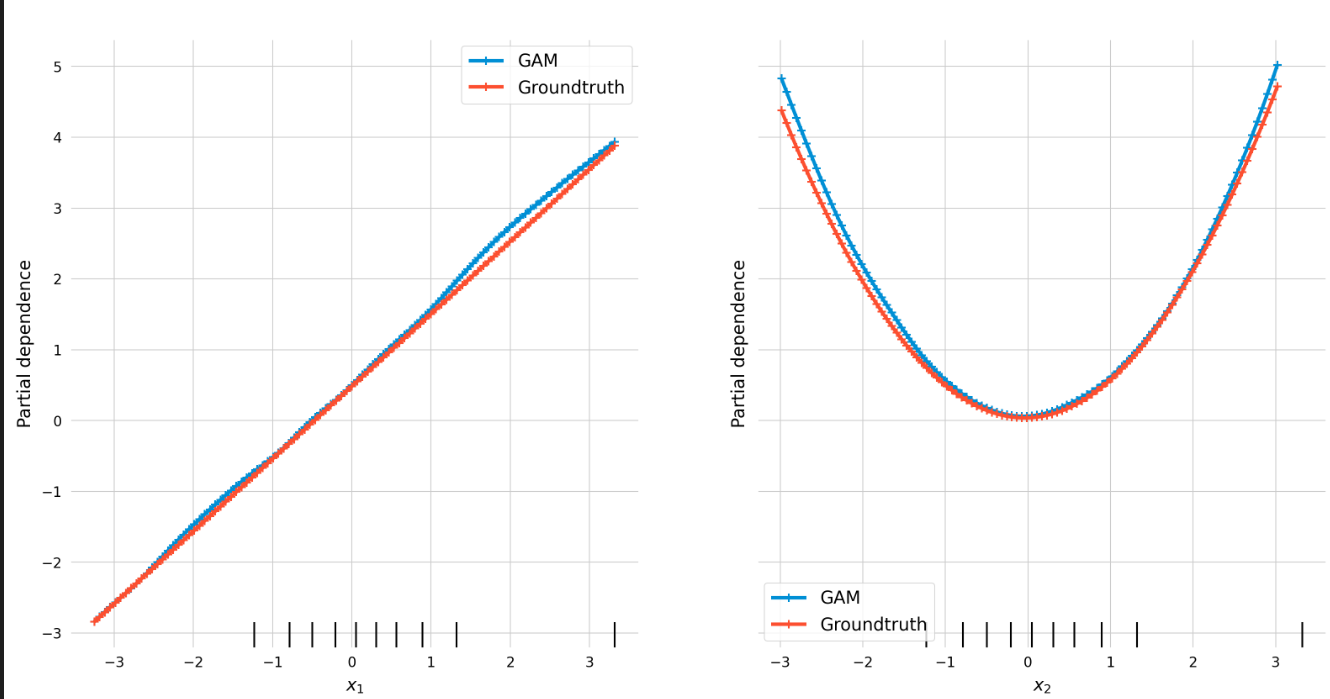 GAM
Groundtruth
5
4
3
2
1
0
−1
−2
−3
Partial dependence
−3 −2 −1 0 1 2 3
x₁
Partial dependence
GAM
Groundtruth
−3 −2 −1 0 1 2 3
x₂